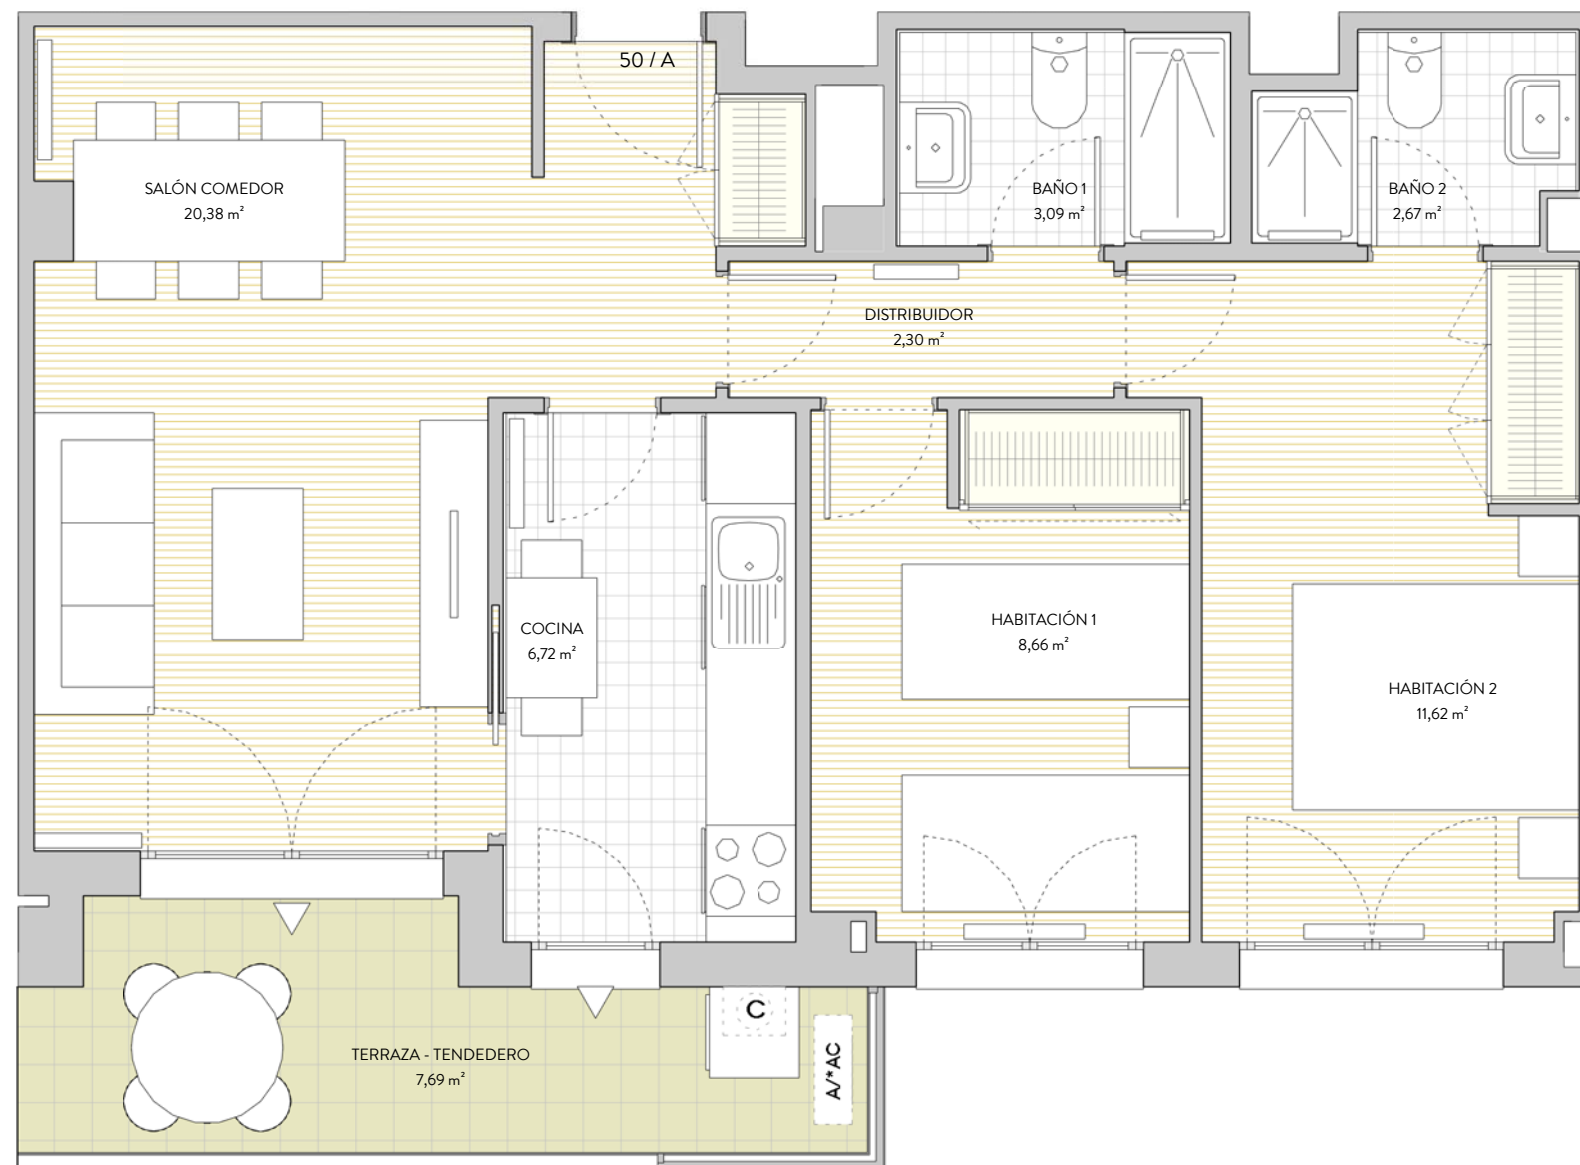 50 / A
SALÓN COMEDOR
20,38 m²
BAÑO 1
3,09 m²
BAÑO 2
2,67 m²
DISTRIBUIDOR
2,30 m²
COCINA
6,72 m²
HABITACIÓN 1
8,66 m²
HABITACIÓN 2
11,62 m²
C
A/*AC
TERRAZA - TENDEDERO
7,69 m²